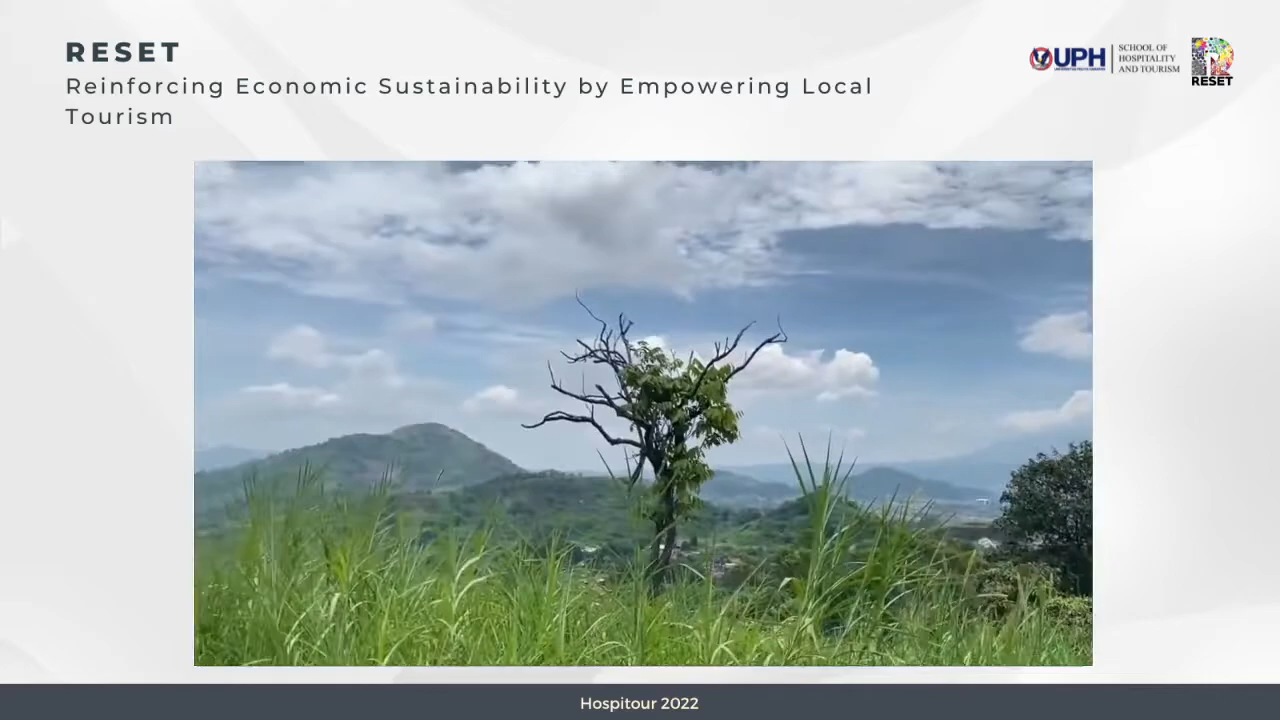 RESET
Reinforcing Economic Sustainability by Empowering Local
Tourism
UPH
SCHOOL OF
HOSPITALITY
AND TOURISM
RESET
Hospitour 2022